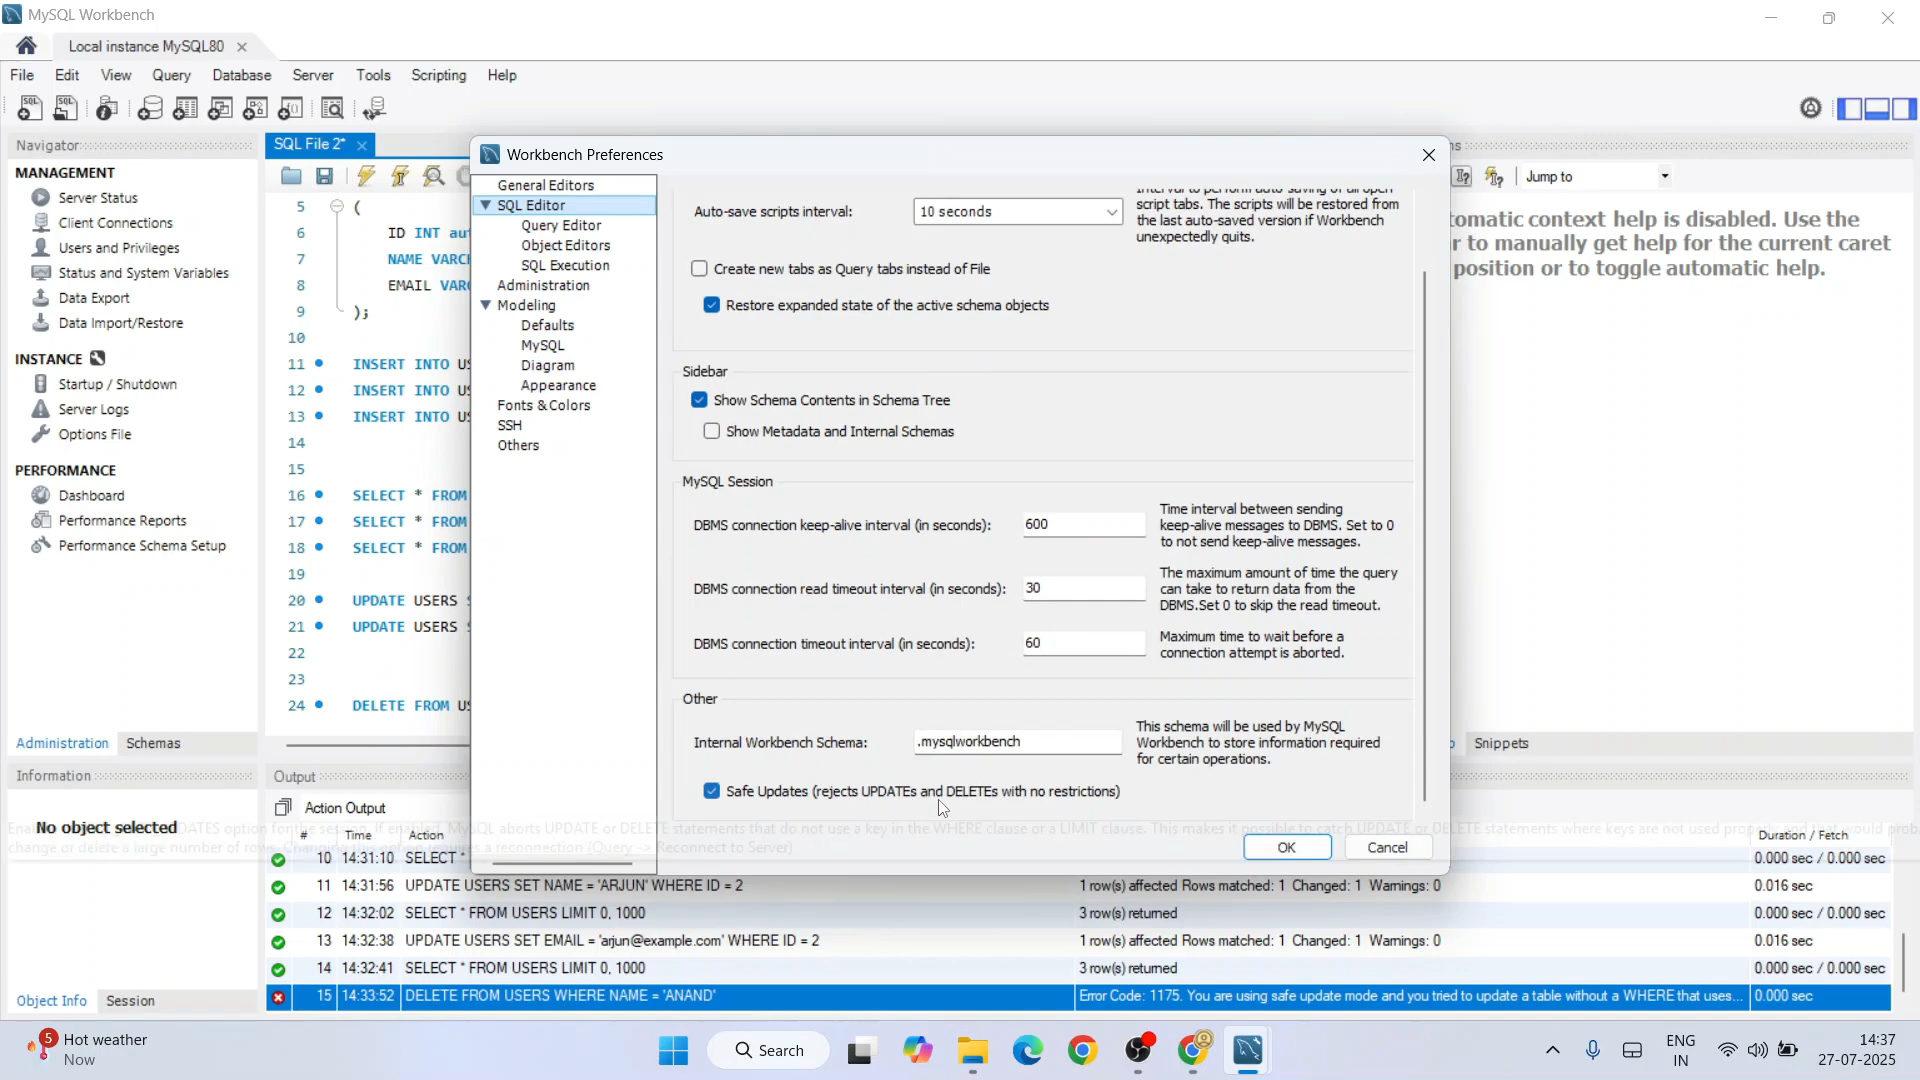 MySQL Workbench
Local instance MySQL80
File Edit View Query Database Server Tools Scripting Help
Navigator
MANAGEMENT
Server Status
Client Connections
Users and Privileges
Status and System Variables
Data Export
Data Import/Restore
INSTANCE
Startup / Shutdown
Server Logs
Options File
PERFORMANCE
Dashboard
Performance Reports
Performance Schema Setup
Administration Schemas
Information
No object selected
Object Info Session
SQL File 2*
5 (
6 ID INT
7 NAME
8 EMAIL
9 );
10
11 INSERT INTO
12 INSERT INTO
13 INSERT INTO
14
15
16 SELECT * FROM
17 SELECT * FROM
18 SELECT * FROM
19
20 UPDATE USERS
21 UPDATE USERS
22
23
24 DELETE FROM
Workbench Preferences
General Editors
SQL Editor
Query Editor
Object Editors
SQL Execution
Administration
Modeling
Defaults
MySQL
Diagram
Appearance
Fonts & Colors
SSH
Others
Auto-save scripts interval: 10 seconds
Interval to perform auto-saving of all open
script tabs. The scripts will be restored from
the last auto-saved version if Workbench
unexpectedly quits.
Create new tabs as Query tabs instead of File
Restore expanded state of the active schema objects
Sidebar
Show Schema Contents in Schema Tree
Show Metadata and Internal Schemas
MySQL Session
DBMS connection keep-alive interval (in seconds): 600
Time interval between sending
keep-alive messages to DBMS. Set to 0
to not send keep-alive messages.
DBMS connection read timeout interval (in seconds): 30
The maximum amount of time the query
can take to return data from the
DBMS.Set 0 to skip the read timeout.
DBMS connection timeout interval (in seconds): 60
Maximum time to wait before a
connection attempt is aborted.
Other
Internal Workbench Schema: .mysqlworkbench
This schema will be used by MySQL
Workbench to store information required
for certain operations.
Safe Updates (rejects UPDATEs and DELETEs with no restrictions)
OK Cancel
Jump to
automatic context help is disabled. Use the
to manually get help for the current caret
position or to toggle automatic help.
Snippets
Output
Action Output
# Time Action Duration / Fetch
10 14:31:10 SELECT * 0.000 sec / 0.000 sec
11 14:31:56 UPDATE USERS SET NAME = 'ARJUN' WHERE ID = 2 1 row(s) affected Rows matched: 1 Changed: 1 Warnings: 0 0.016 sec
12 14:32:02 SELECT * FROM USERS LIMIT 0, 1000 3 row(s) returned 0.000 sec / 0.000 sec
13 14:32:38 UPDATE USERS SET EMAIL = 'arjun@example.com' WHERE ID = 2 1 row(s) affected Rows matched: 1 Changed: 1 Warnings: 0 0.016 sec
14 14:32:41 SELECT * FROM USERS LIMIT 0, 1000 3 row(s) returned 0.000 sec / 0.000 sec
15 14:33:52 DELETE FROM USERS WHERE NAME = 'ANAND' Error Code: 1175. You are using safe update mode and you tried to update a table without a WHERE that uses... 0.000 sec
5 Hot weather
Now
Search
ENG
IN
14:37
27-07-2025